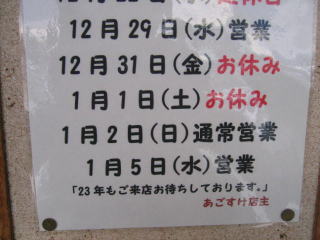 12月29日(水)営業
12月31日(金)お休み
1月1日(土)お休み
1月2日(日)通常営業
1月5日(水)営業
「23年もご来店お待ちしております。」
あごすけ店主